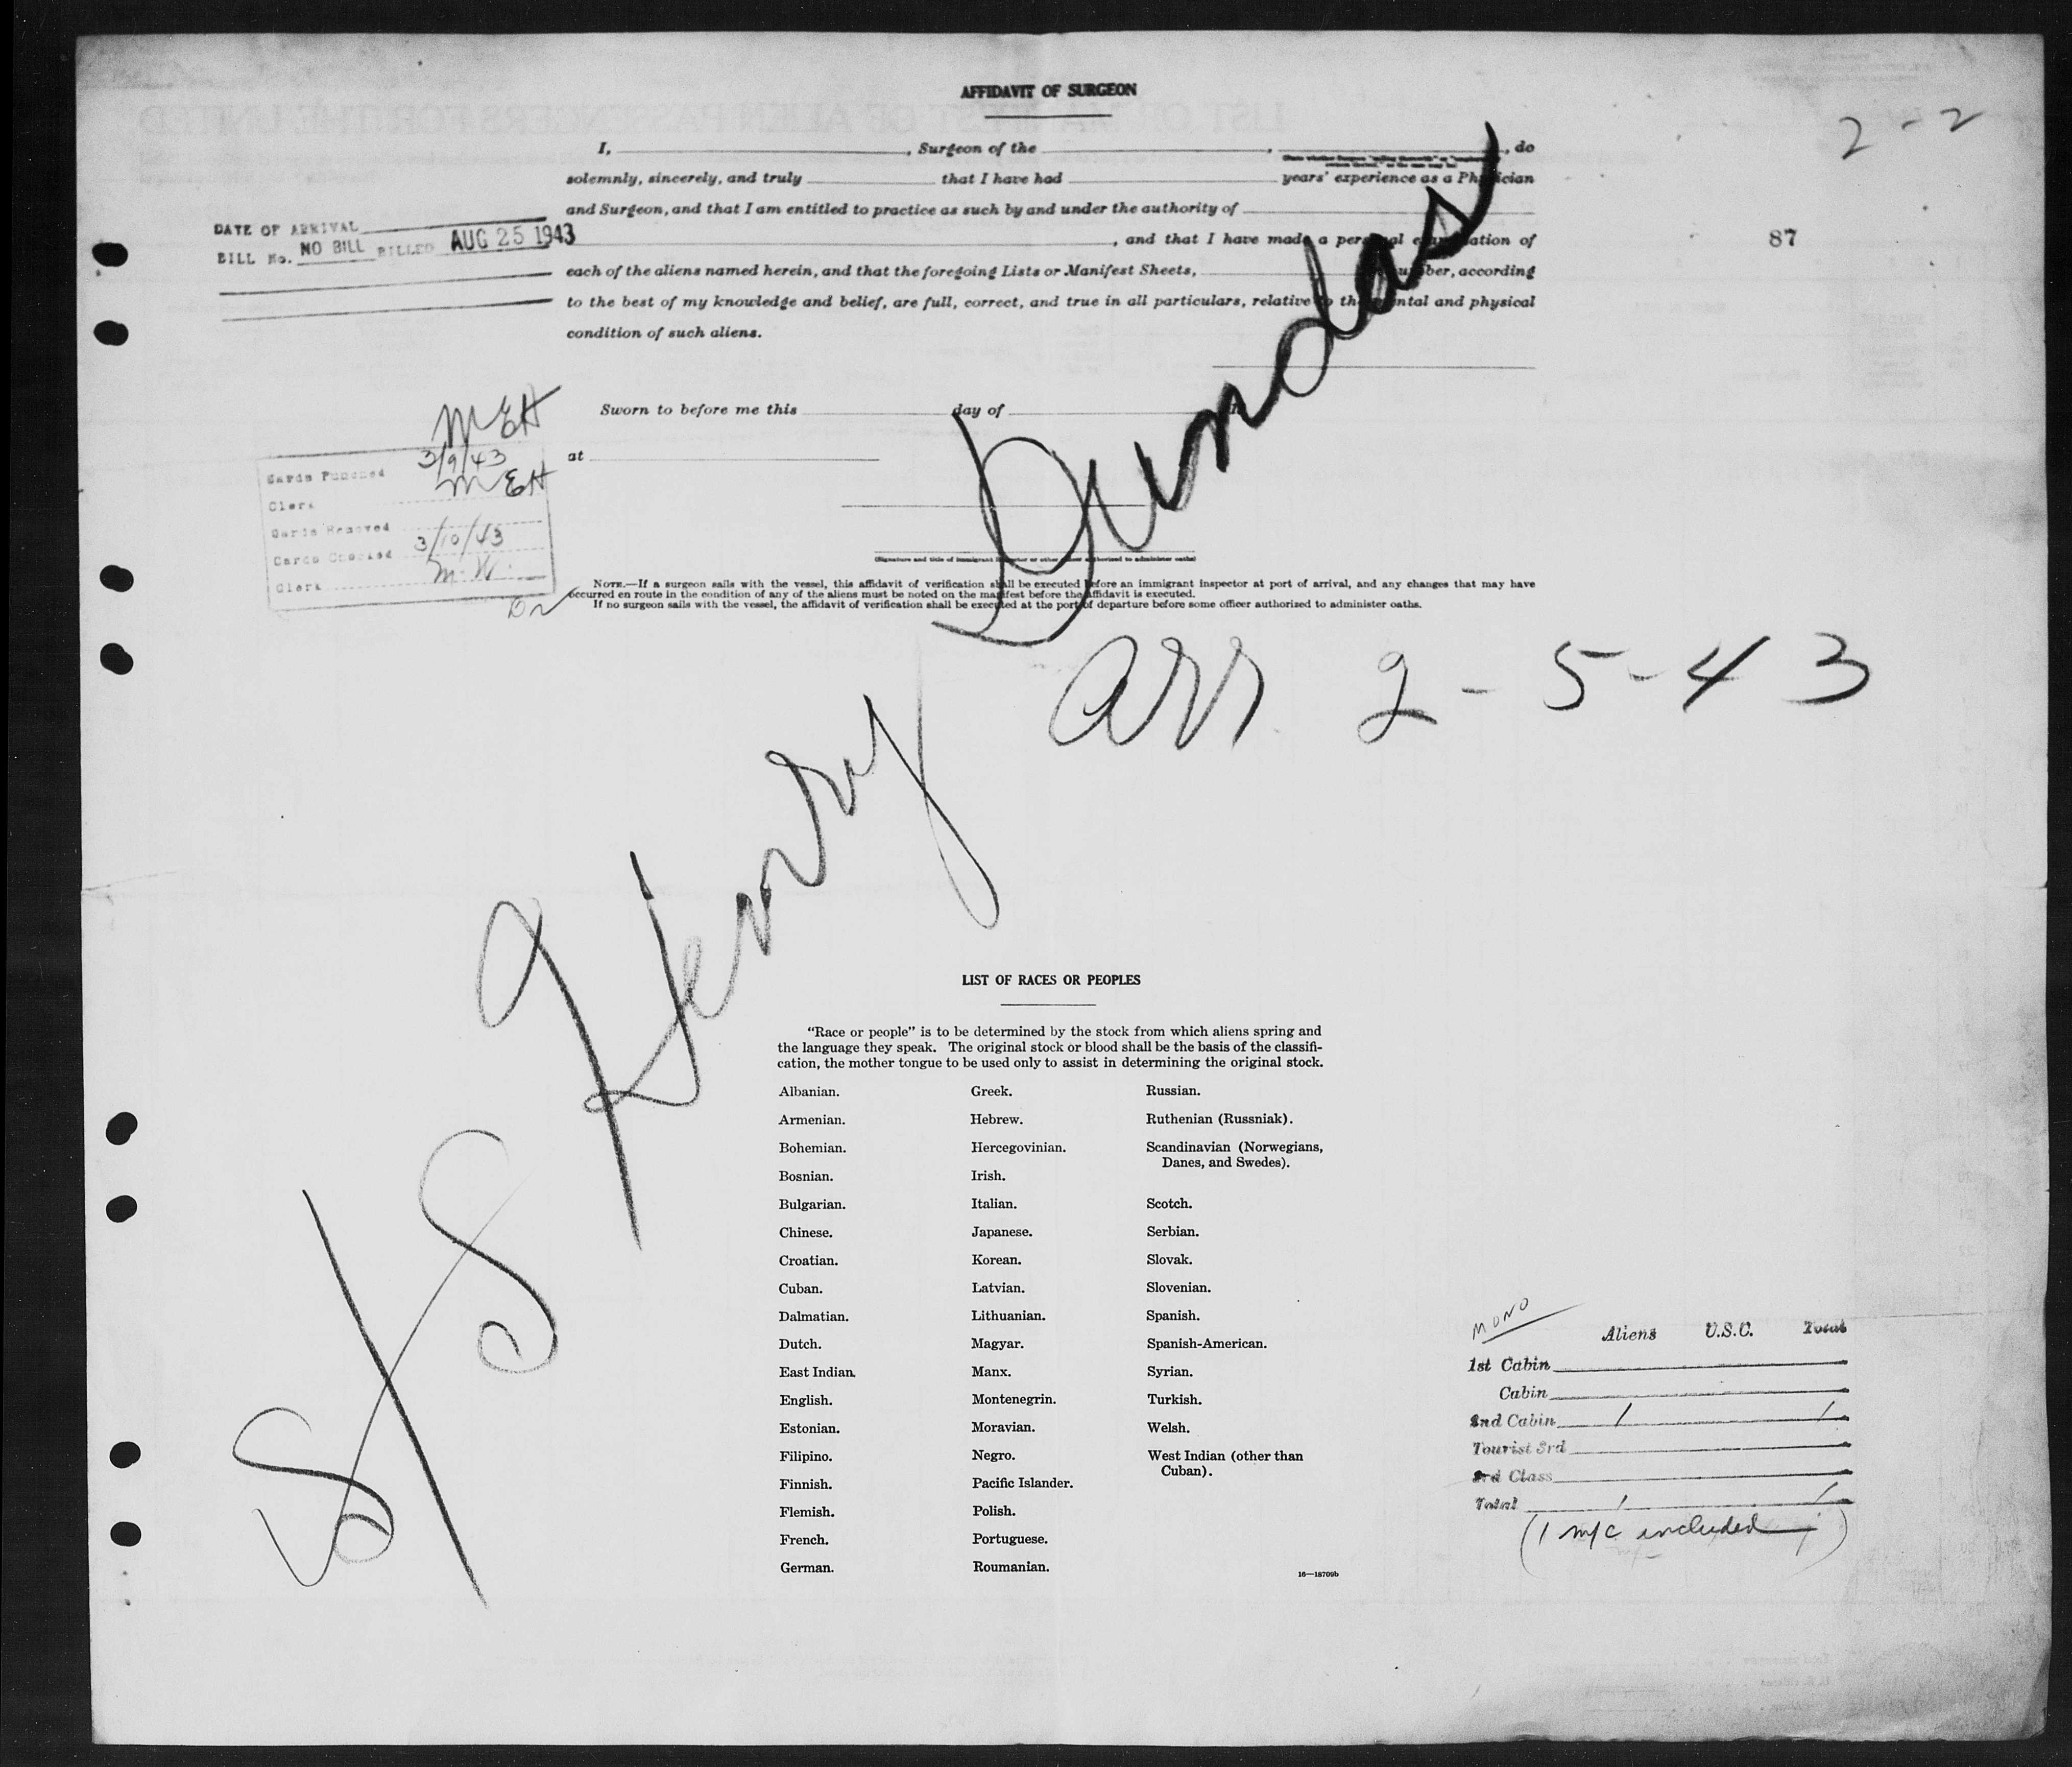 AFFIDAVIT OF SURGEON
2 - 2
I, , Surgeon of the , , do
solemnly, sincerely, and truly that I have had years' experience as a Physician
and Surgeon, and that I am entitled to practice as such by and under the authority of
, and that I have made a personal examination of
each of the aliens named herein, and that the foregoing Lists or Manifest Sheets, number, according
to the best of my knowledge and belief, are full, correct, and true in all particulars, relative to the mental and physical
condition of such aliens.
DATE OF ARRIVAL
BILL No. NO BILL BILLED AUG 25 1943
87
Sworn to before me this day of
at
MEH
Cards Punched 3/9/43
Clerk MEH
Cards Removed
Cards Checked 3/10/43
Clerk M.W.
(Signature and title of immigrant inspector or other officer authorized to administer oaths)
NOTE.—If a surgeon sails with the vessel, this affidavit of verification shall be executed before an immigrant inspector at port of arrival, and any changes that may have
occurred en route in the condition of any of the aliens must be noted on the manifest before the affidavit is executed.
If no surgeon sails with the vessel, the affidavit of verification shall be executed at the port of departure before some officer authorized to administer oaths.
S/S Henry Dundas
arr 2-5-43
LIST OF RACES OR PEOPLES
"Race or people" is to be determined by the stock from which aliens spring and
the language they speak. The original stock or blood shall be the basis of the classifi-
cation, the mother tongue to be used only to assist in determining the original stock.
Albanian. Greek. Russian.
Armenian. Hebrew. Ruthenian (Russniak).
Bohemian. Hercegovinian. Scandinavian (Norwegians,
Danes, and Swedes).
Bosnian. Irish.
Bulgarian. Italian. Scotch.
Chinese. Japanese. Serbian.
Croatian. Korean. Slovak.
Cuban. Latvian. Slovenian.
Dalmatian. Lithuanian. Spanish.
Dutch. Magyar. Spanish-American.
East Indian. Manx. Syrian.
English. Montenegrin. Turkish.
Estonian. Moravian. Welsh.
Filipino. Negro. West Indian (other than
Cuban).
Finnish. Pacific Islander.
Flemish. Polish.
French. Portuguese.
German. Roumanian.
16—18709b
MONO
Aliens U.S.C. Total
1st Cabin
Cabin
2nd Cabin 1 1
Tourist 3rd
3rd Class
Total 1 1
(1 m/c included)